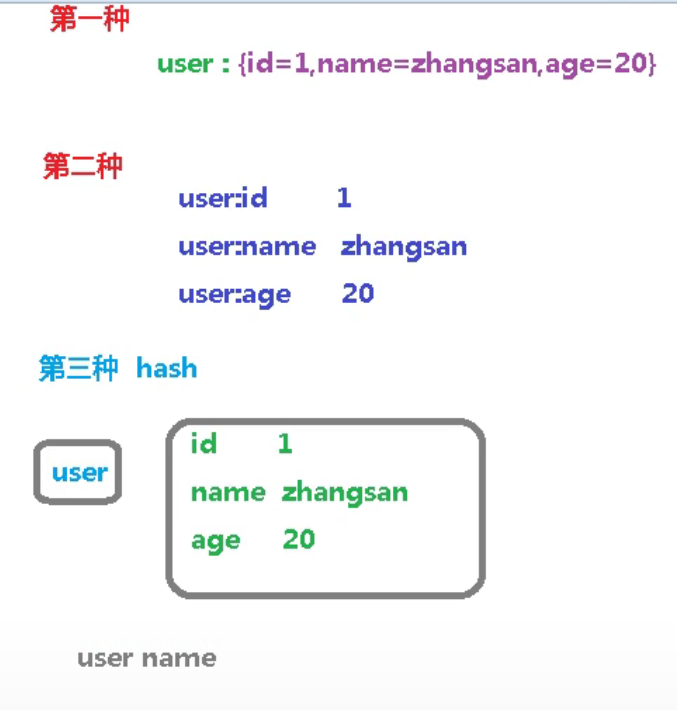 第一种
user : {id=1,name=zhangsan,age=20}
第二种
user:id 1
user:name zhangsan
user:age 20
第三种 hash
user
id 1
name zhangsan
age 20
user name